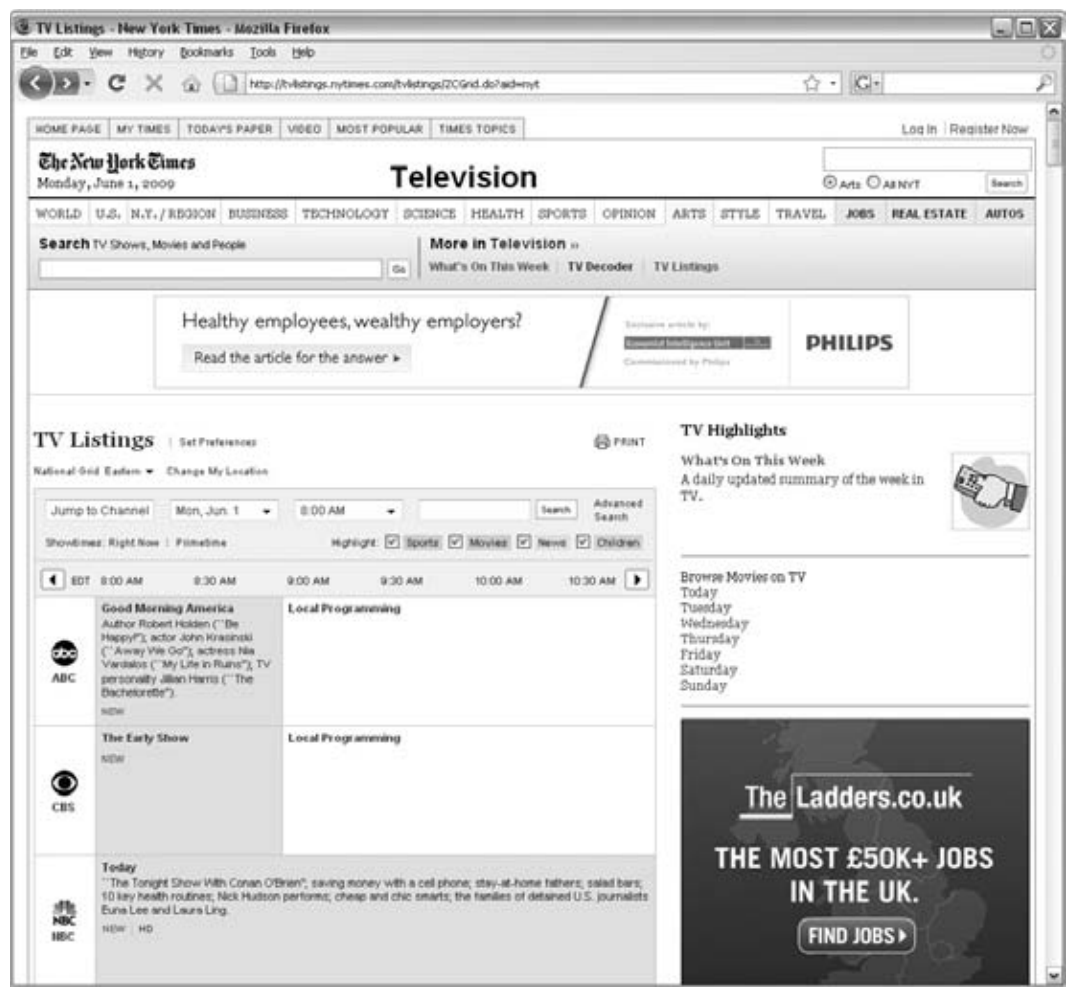 TV Listings - New York Times - Mozilla Firefox
File Edit View History Bookmarks Tools Help
http://tvlistings.nytimes.com/tvlistings/ZCGrid.do?aid=nyt
HOME PAGE MY TIMES TODAY'S PAPER VIDEO MOST POPULAR TIMES TOPICS Log In Register Now
The New York Times
Monday, June 1, 2009
Television
Arts All NYT Search
WORLD U.S. N.Y. / REGION BUSINESS TECHNOLOGY SCIENCE HEALTH SPORTS OPINION ARTS STYLE TRAVEL JOBS REAL ESTATE AUTOS
Search TV Shows, Movies and People
Go
More in Television »
What's On This Week TV Decoder TV Listings
Healthy employees, wealthy employers?
Read the article for the answer
Exclusive article by:
Economist Intelligence Unit
Commissioned by Philips
PHILIPS
TV Listings Set Preferences PRINT
National Grid Eastern Change My Location
Jump to Channel Mon, Jun. 1 8:00 AM Search Advanced Search
Showtimes: Right Now | Primetime Highlight: Sports Movies News Children
EDT 8:00 AM 8:30 AM 9:00 AM 9:30 AM 10:00 AM 10:30 AM
abc
ABC
Good Morning America
Author Robert Holden (``Be
Happy!''); actor John Krasinski
(``Away We Go''); actress Nia
Vardalos (``My Life in Ruins''); TV
personality Jillian Harris (``The
Bachelorette'').
NEW
Local Programming
CBS
The Early Show
NEW
Local Programming
NBC
NBC
Today
``The Tonight Show With Conan O'Brien''; saving money with a cell phone; stay-at-home fathers; salad bars;
10 key health routines; Nick Hudson performs; cheap and chic smarts; the families of detained U.S. journalists
Euna Lee and Laura Ling.
NEW | HD
TV Highlights
What's On This Week
A daily updated summary of the week in
TV.
Browse Movies on TV
Today
Tuesday
Wednesday
Thursday
Friday
Saturday
Sunday
The Ladders.co.uk
THE MOST £50K+ JOBS
IN THE UK.
FIND JOBS